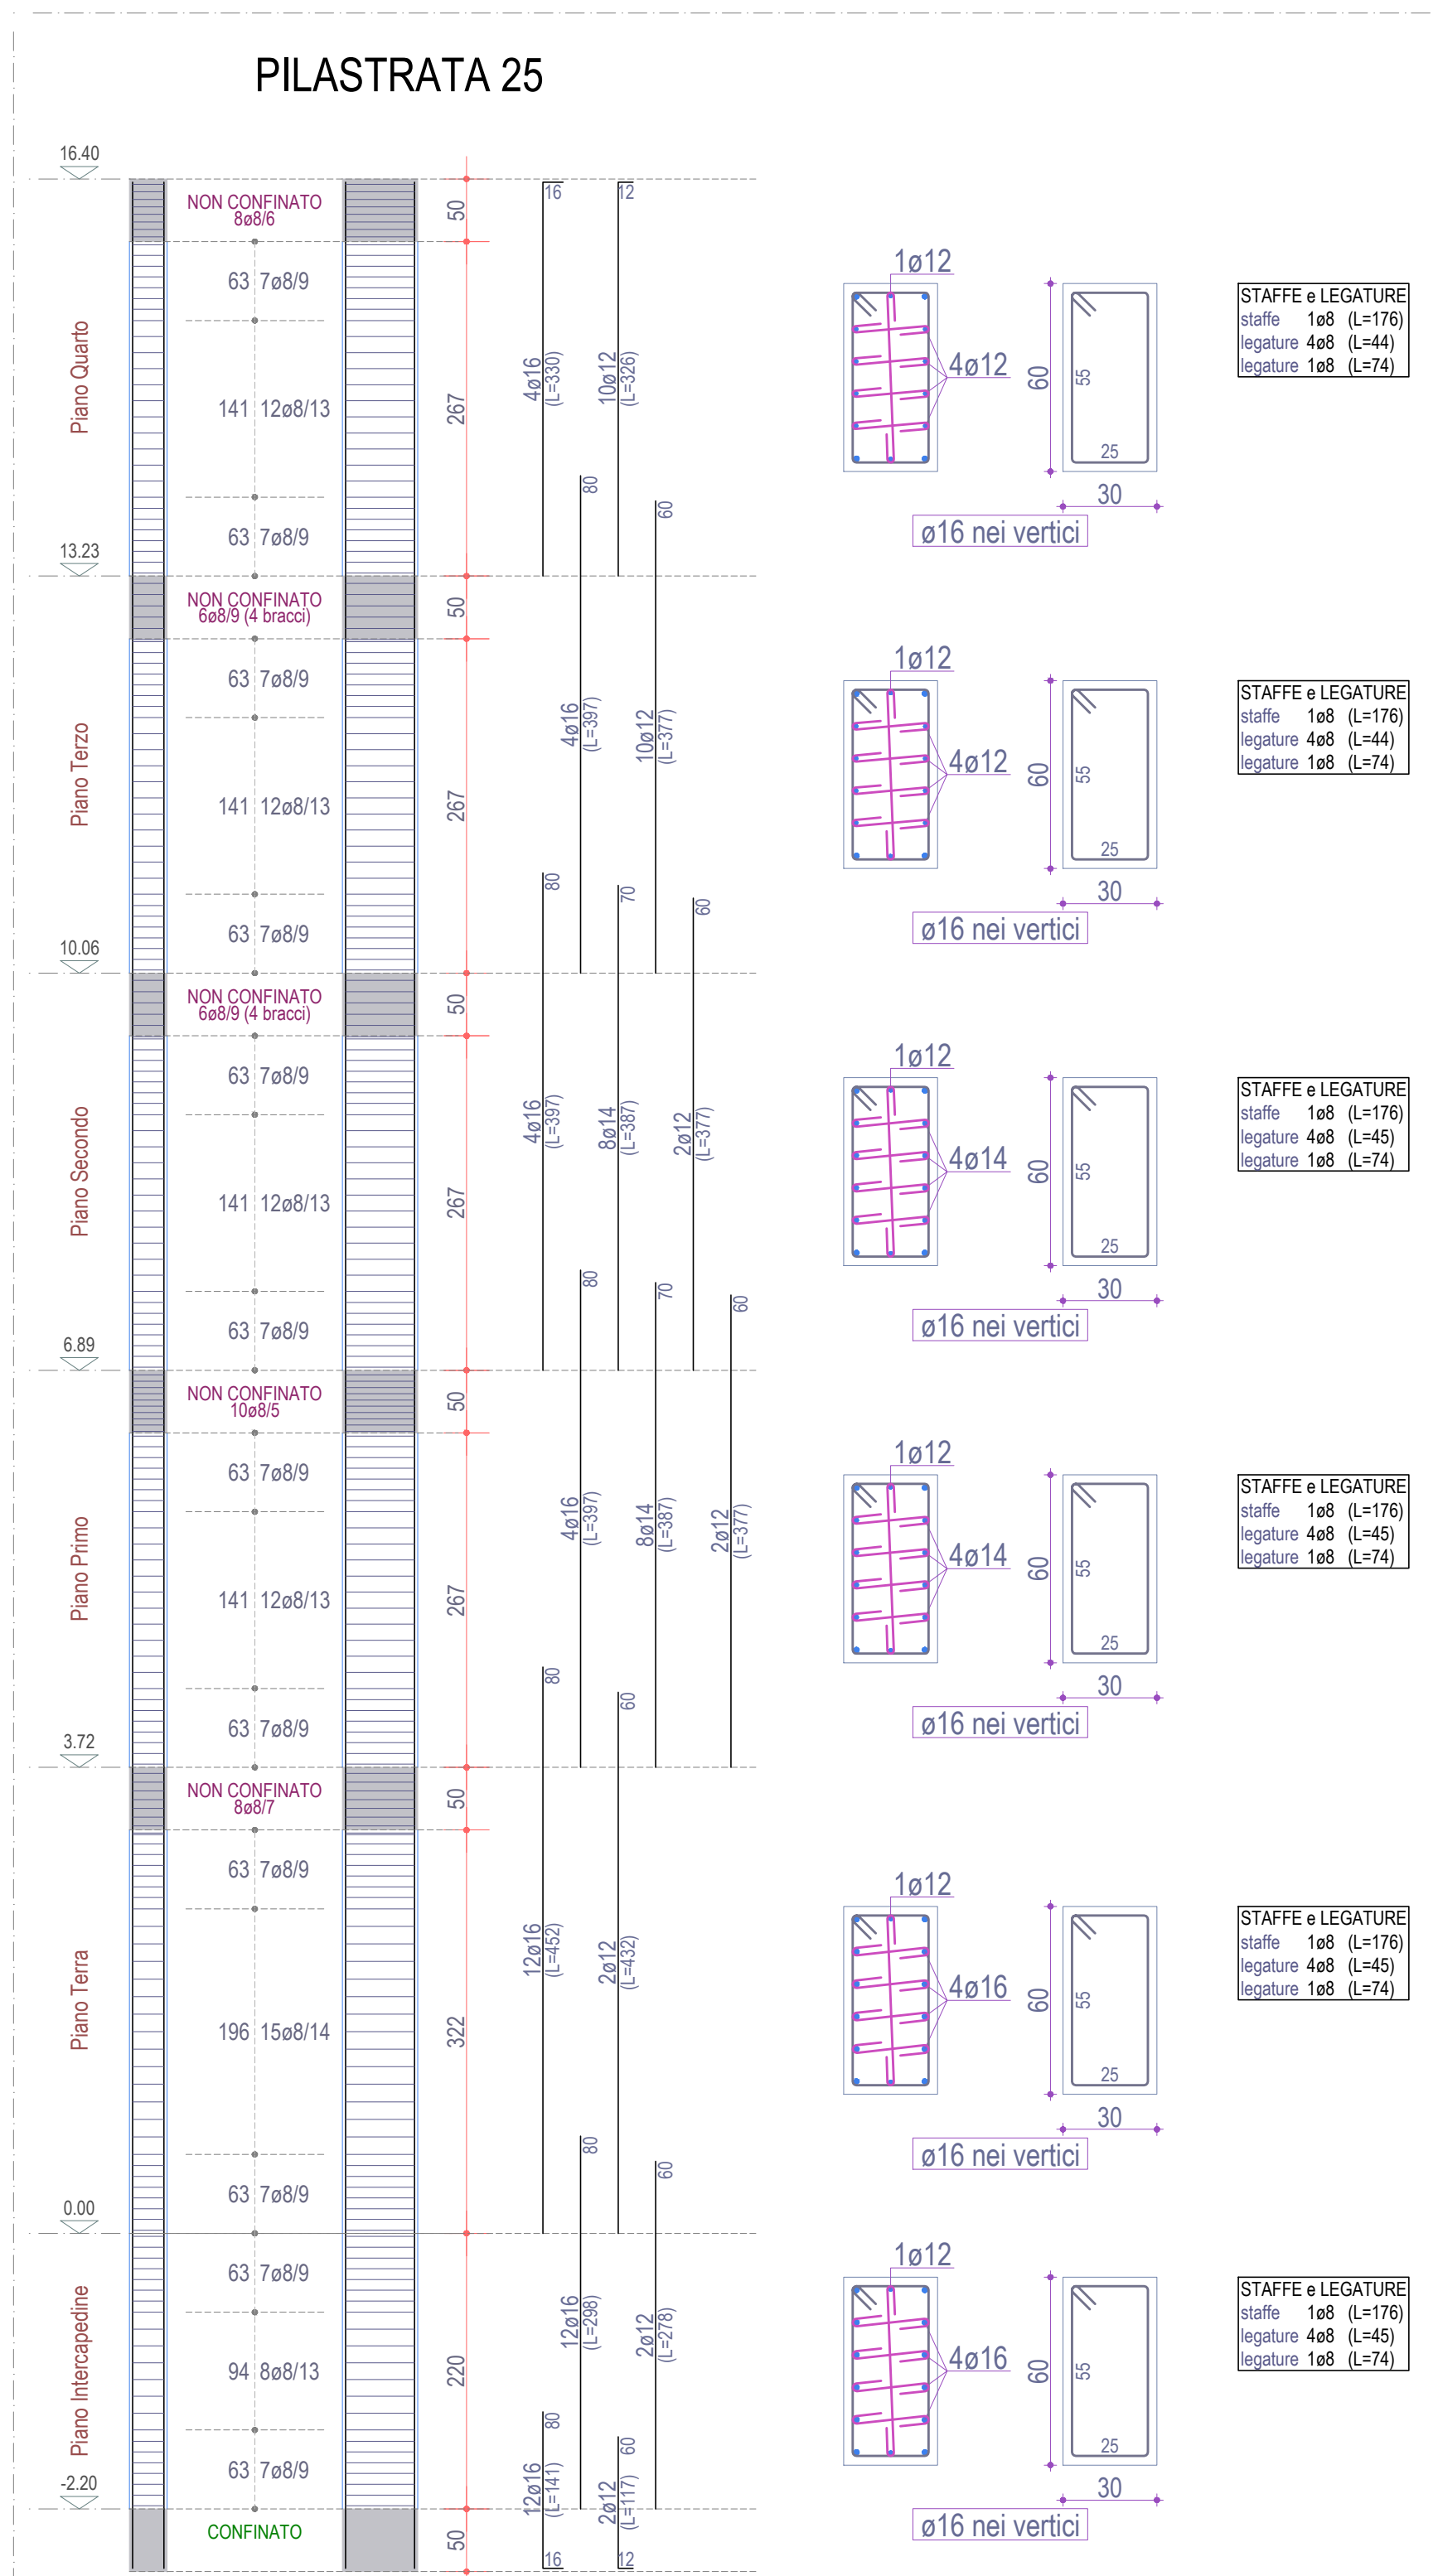 PILASTRATA 25
16.40
NON CONFINATO
8ø8/6
50
16
12
63 7ø8/9
Piano Quarto
141 12ø8/13
267
4ø16
(L=330)
10ø12
(L=326)
63 7ø8/9
80
60
1ø12
4ø12
60
55
25
30
ø16 nei vertici
STAFFE e LEGATURE
staffe 1ø8 (L=176)
legature 4ø8 (L=44)
legature 1ø8 (L=74)
13.23
NON CONFINATO
6ø8/9 (4 bracci)
50
63 7ø8/9
Piano Terzo
141 12ø8/13
267
4ø16
(L=397)
10ø12
(L=377)
63 7ø8/9
80
70
60
1ø12
4ø12
60
55
25
30
ø16 nei vertici
STAFFE e LEGATURE
staffe 1ø8 (L=176)
legature 4ø8 (L=44)
legature 1ø8 (L=74)
10.06
NON CONFINATO
6ø8/9 (4 bracci)
50
63 7ø8/9
Piano Secondo
141 12ø8/13
267
4ø16
(L=397)
8ø14
(L=387)
2ø12
(L=377)
63 7ø8/9
80
70
60
1ø12
4ø14
60
55
25
30
ø16 nei vertici
STAFFE e LEGATURE
staffe 1ø8 (L=176)
legature 4ø8 (L=45)
legature 1ø8 (L=74)
6.89
NON CONFINATO
10ø8/5
50
63 7ø8/9
Piano Primo
141 12ø8/13
267
4ø16
(L=397)
8ø14
(L=387)
2ø12
(L=377)
63 7ø8/9
80
60
1ø12
4ø14
60
55
25
30
ø16 nei vertici
STAFFE e LEGATURE
staffe 1ø8 (L=176)
legature 4ø8 (L=45)
legature 1ø8 (L=74)
3.72
NON CONFINATO
8ø8/7
50
63 7ø8/9
Piano Terra
196 15ø8/14
322
12ø16
(L=452)
2ø12
(L=432)
63 7ø8/9
80
60
1ø12
4ø16
60
55
25
30
ø16 nei vertici
STAFFE e LEGATURE
staffe 1ø8 (L=176)
legature 4ø8 (L=45)
legature 1ø8 (L=74)
0.00
63 7ø8/9
Piano Intercapedine
94 8ø8/13
220
12ø16
(L=298)
2ø12
(L=278)
63 7ø8/9
80
60
12ø16
(L=141)
2ø12
(L=117)
1ø12
4ø16
60
55
25
30
ø16 nei vertici
STAFFE e LEGATURE
staffe 1ø8 (L=176)
legature 4ø8 (L=45)
legature 1ø8 (L=74)
-2.20
CONFINATO
50
16
12